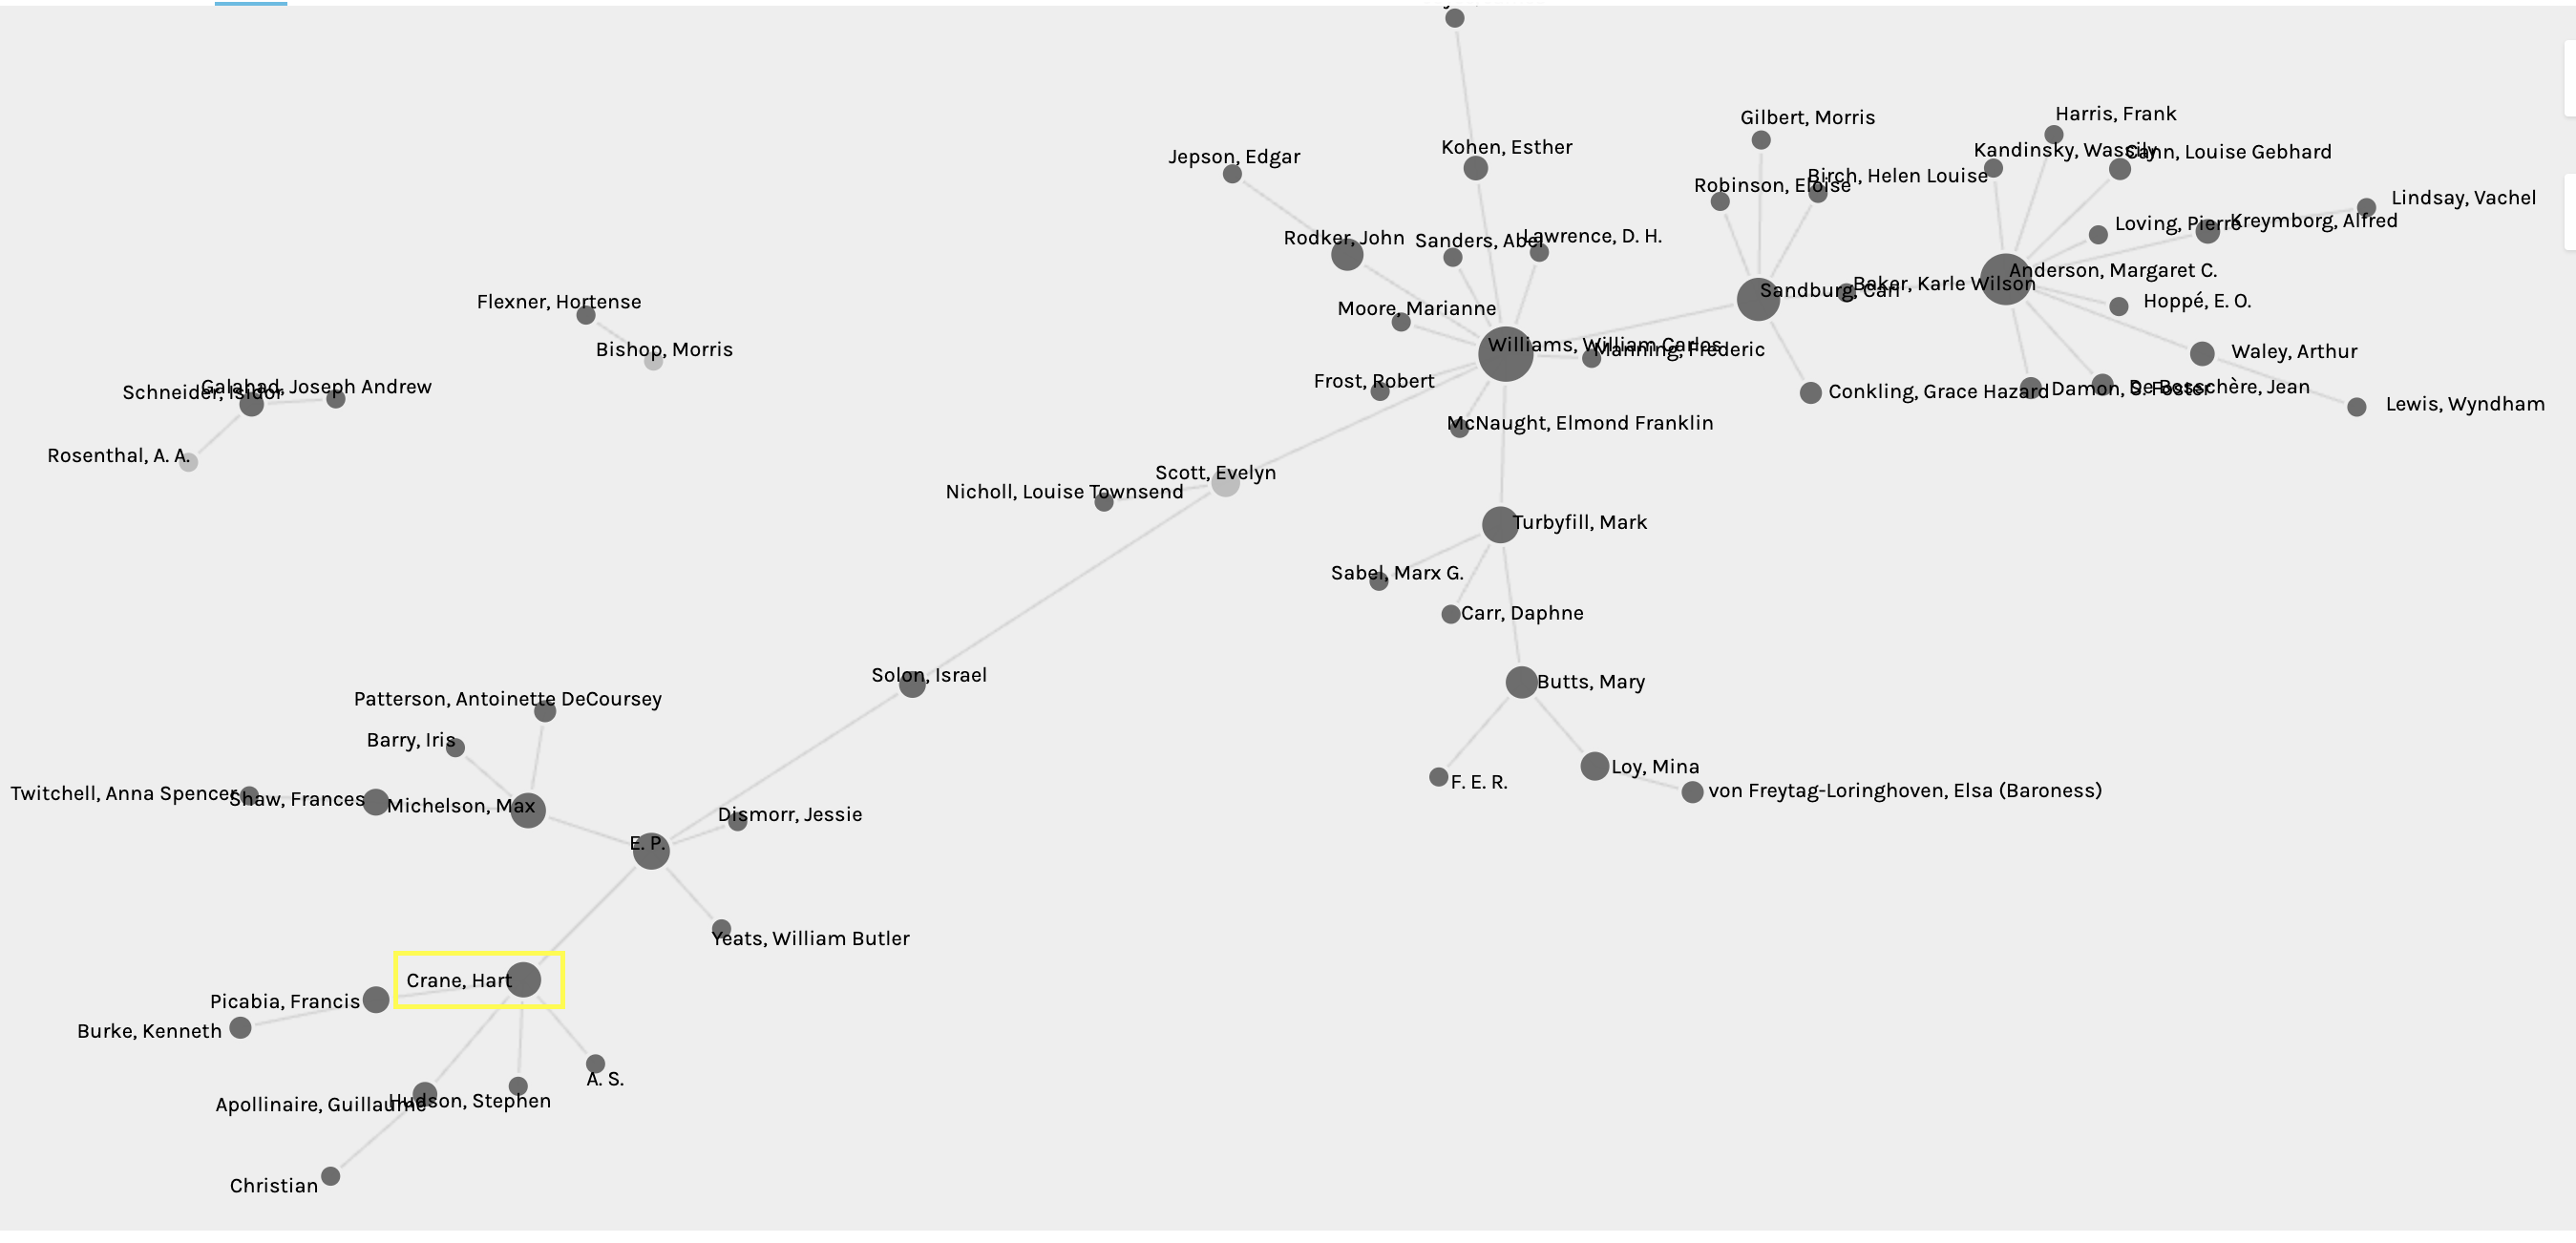 Harris, Frank
Gilbert, Morris
Kohen, Esther
Kandinsky, Wassily
Cann, Louise Gebhard
Jepson, Edgar
Birch, Helen Louise
Robinson, Eloise
Lindsay, Vachel
Loving, Pierre
Kreymborg, Alfred
Rodker, John
Sanders, Abel
Lawrence, D. H.
Anderson, Margaret C.
Sandburg, Carl
Baker, Karle Wilson
Flexner, Hortense
Hoppé, E. O.
Moore, Marianne
Williams, William Carlos
Manning, Frederic
Bishop, Morris
Waley, Arthur
Frost, Robert
Schneider, Isidor
Galahad, Joseph Andrew
Conkling, Grace Hazard
Damon, S. Foster
De Bosschère, Jean
Lewis, Wyndham
McNaught, Elmond Franklin
Rosenthal, A. A.
Scott, Evelyn
Nicholl, Louise Townsend
Turbyfill, Mark
Sabel, Marx G.
Carr, Daphne
Solon, Israel
Butts, Mary
Patterson, Antoinette DeCoursey
Barry, Iris
Loy, Mina
F. E. R.
von Freytag-Loringhoven, Elsa (Baroness)
Twitchell, Anna Spencer
Shaw, Frances
Michelson, Max
Dismorr, Jessie
E. P.
Yeats, William Butler
Crane, Hart
Picabia, Francis
Burke, Kenneth
A. S.
Apollinaire, Guillaume
Hudson, Stephen
Christian